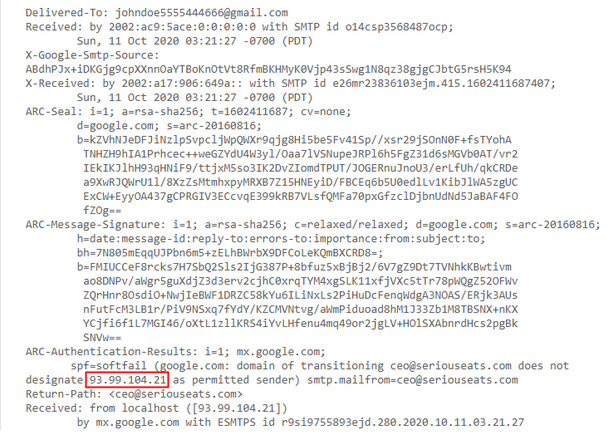 Delivered-To: johndoe5555444666@gmail.com
Received: by 2002:ac9:5ace:0:0:0:0:0 with SMTP id o14csp3568487ocp;
Sun, 11 Oct 2020 03:21:27 -0700 (PDT)
X-Google-Smtp-Source:
ABdhPJx+iDKGjg9cpXXnnOaYTBoKnOtVt8RfmBKHMyK0Vjp43sSwg1N8qz38gjgCJbtG5rsH5K94
X-Received: by 2002:a17:906:649a:: with SMTP id e26mr23836103ejm.415.1602411687407;
Sun, 11 Oct 2020 03:21:27 -0700 (PDT)
ARC-Seal: i=1; a=rsa-sha256; t=1602411687; cv=none;
d=google.com; s=arc-20160816;
b=kZVhNJeDFJiNzlpSvpcljWpQWXr9qjg8Hi5be5Fv41Sp//xsr29jSOnN0F+fsTYohA
TNHZH9hIA1Prhcec++weGZYdU4W3yl/Oaa7lVSNupeJRPl6h5FgZ31d6sMGVb0AT/vr2
IEkIKJlhH93qHNiF9/ttjxM5so3IK2DvZIomdTPUT/JOGERnuJnoU3/erLfUh/qkCRDe
a9XwRJQWrU1l/8XzZsMtmhxpyMRXB7Z15HNEyiD/FBCEq6b5U0edlLv1KibJlWA5zgUC
ExCW+EyyOA437gCPRGIV3ECcvqE399kRB7VLsfQMFa70pxGfzclDjbnUdNd5JaBAF4FO
fZOg==
ARC-Message-Signature: i=1; a=rsa-sha256; c=relaxed/relaxed; d=google.com; s=arc-20160816;
h=date:message-id:reply-to:errors-to:importance:from:subject:to;
bh=7N805mEqqUJPbn6m5+zELhBWrbX9DFCoLeKQmBXCRD8=;
b=FMIUCCeF8rcks7H7SbQ2Sls2IjG387P+8bfuz5xBjBj2/6V7gZ9Dt7TVNhkKBwtivm
ao8DNPv/aWgr5guXdjZ3d3erv2cjhC0xrqTYM4xgSLK11xfjVXc5tTr78pWQgZ52OFWv
ZQrHnr8OsdiO+NwjIeBWF1DRZC58kYu6ILiNxLs2PiHuDcFenqWdgA3NOAS/ERjk3AUs
nFutFcM3LB1r/PiV9NSxq7fYdY/KZCMVNtvg/aWmPiduoad8hM1J33Zb1M8TBSNX+nKX
YCjfi6f1L7MGI46/oXtL1zllKRS4iYvLHfenu4mq49or2jgLV+HOlSXAbnrdHcs2pgBk
SNVw==
ARC-Authentication-Results: i=1; mx.google.com;
spf=softfail (google.com: domain of transitioning ceo@seriouseats.com does not
designate 93.99.104.21 as permitted sender) smtp.mailfrom=ceo@seriouseats.com
Return-Path: <ceo@seriouseats.com>
Received: from localhost ([93.99.104.21])
by mx.google.com with ESMTPS id r9si9755893ejd.280.2020.10.11.03.21.27